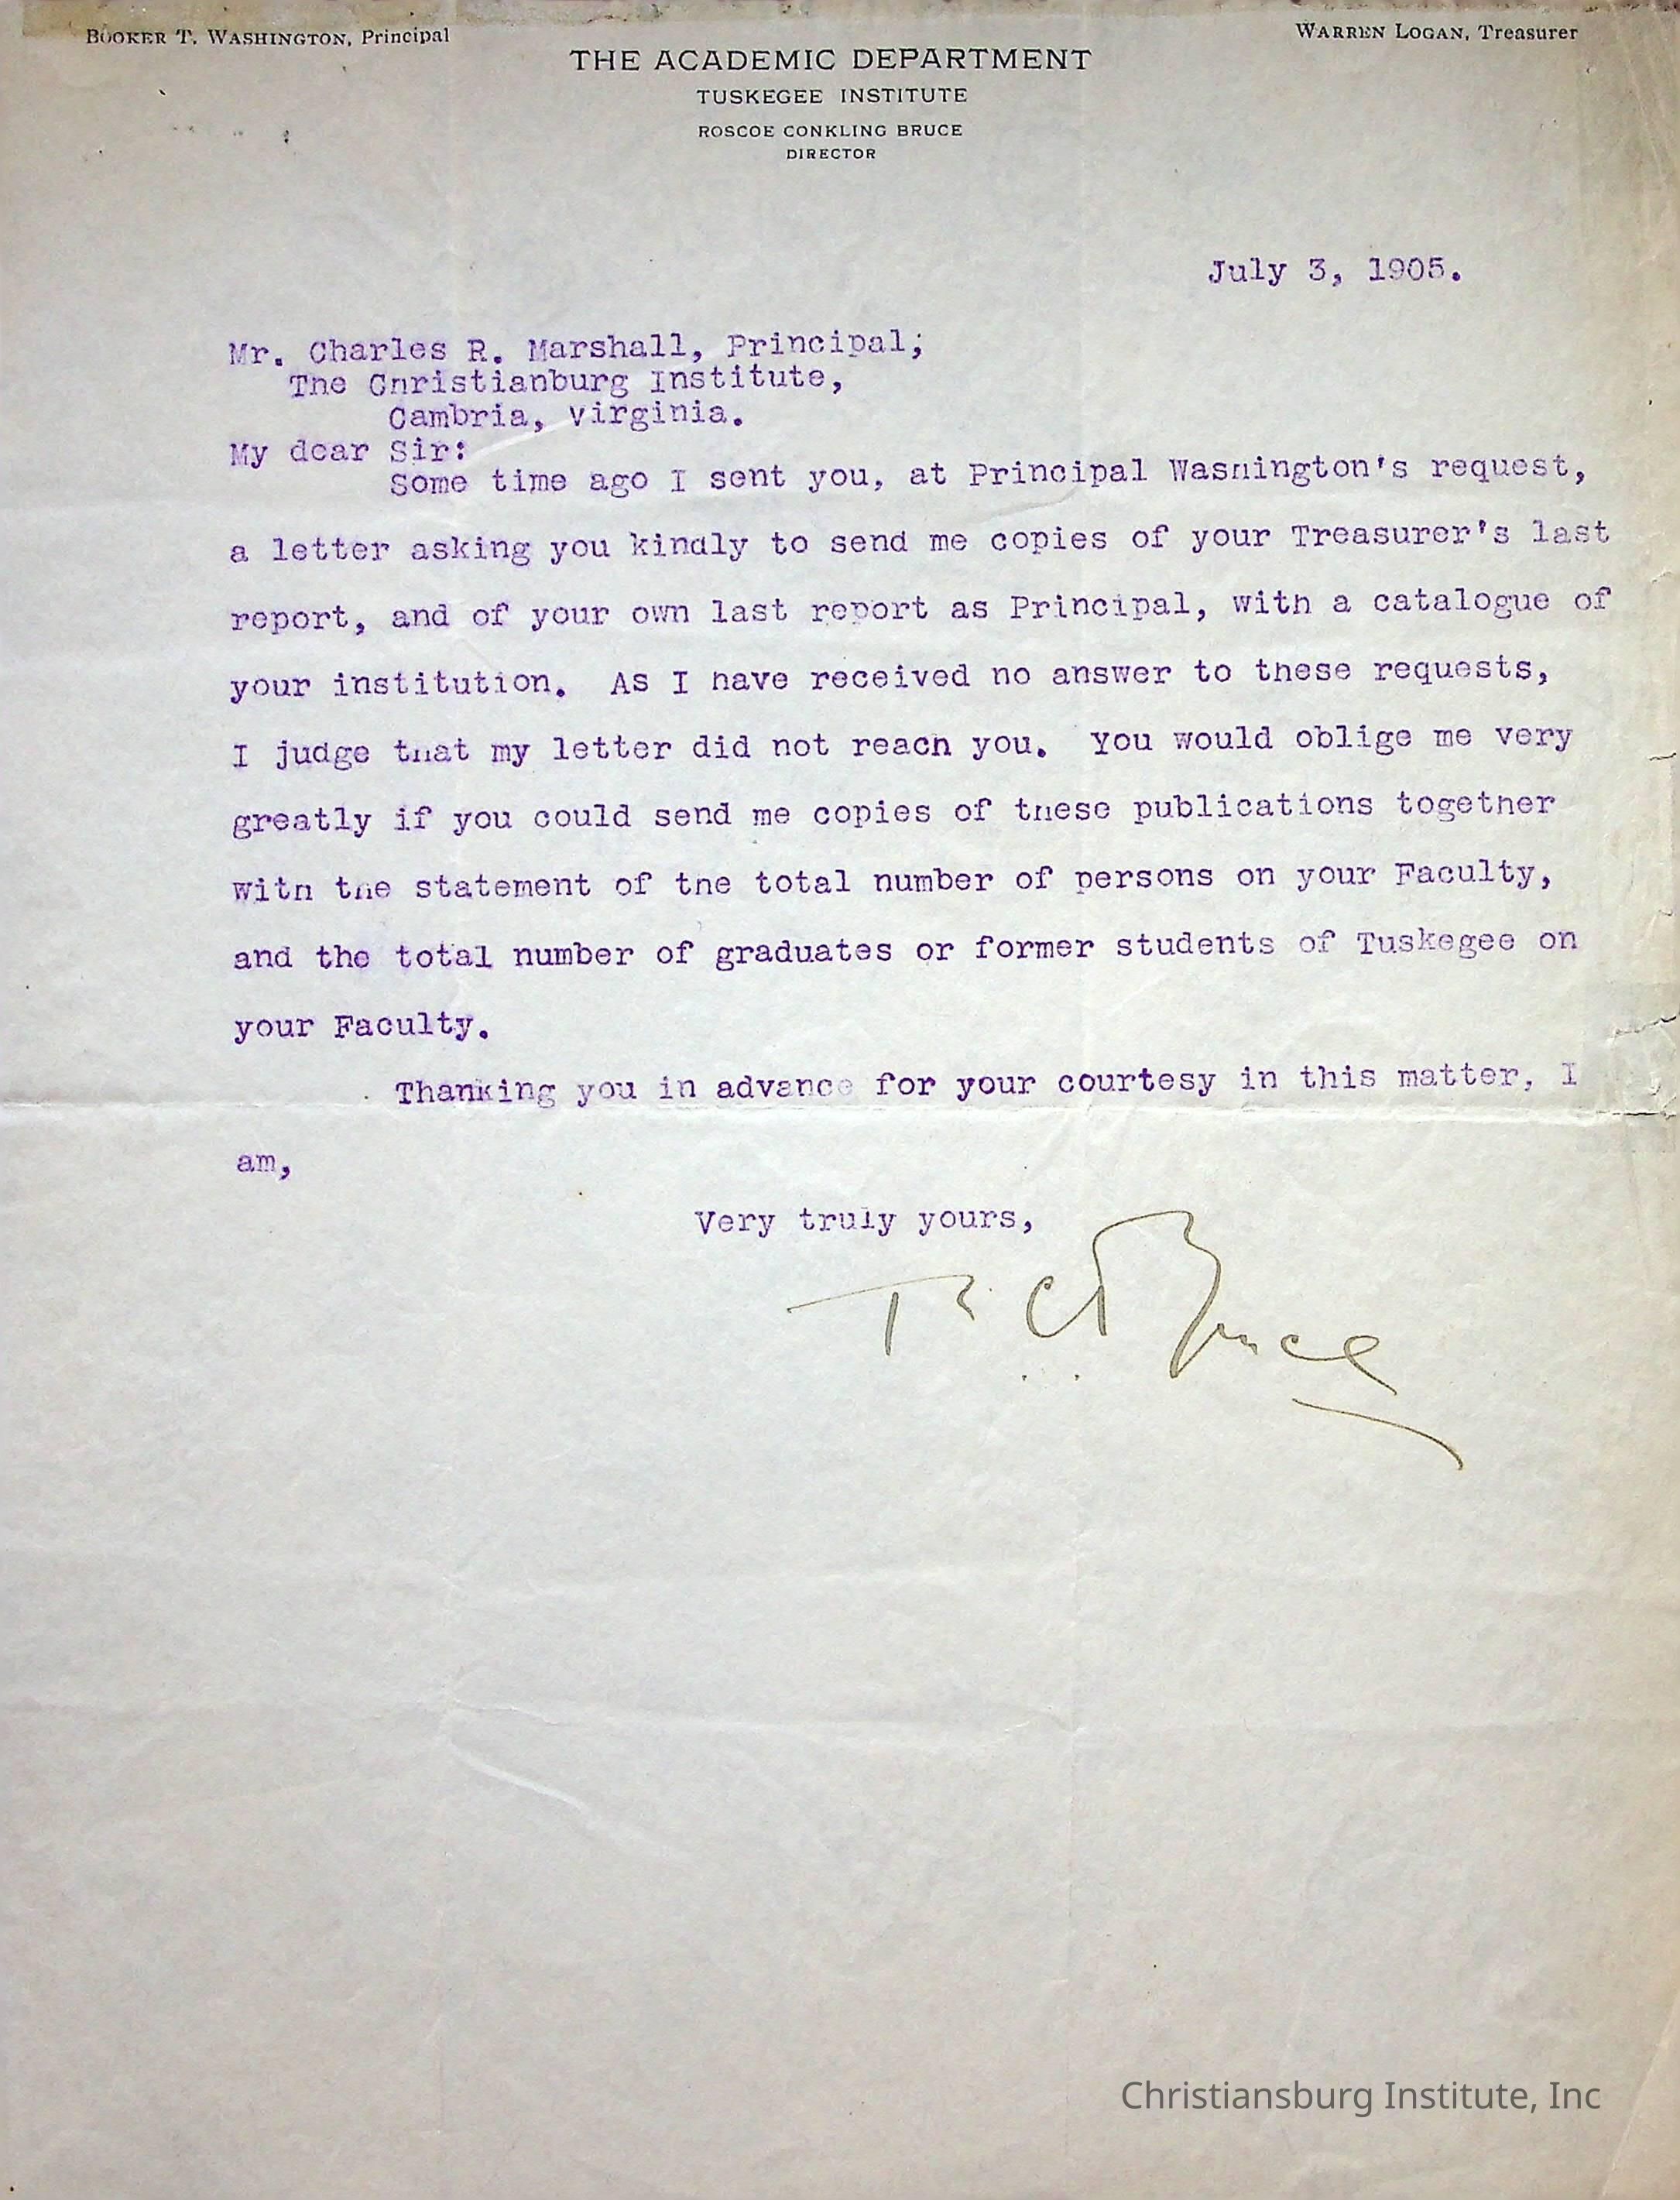 BOOKER T. WASHINGTON, Principal
WARREN LOGAN, Treasurer
THE ACADEMIC DEPARTMENT
TUSKEGEE INSTITUTE
ROSCOE CONKLING BRUCE
DIRECTOR
July 3, 1905.
Mr. Charles R. Marshall, Principal;
The Christianburg Institute,
Cambria, Virginia.
My dear Sir:
Some time ago I sent you, at Principal Washington's request,
a letter asking you kindly to send me copies of your Treasurer's last
report, and of your own last report as Principal, with a catalogue of
your institution. As I have received no answer to these requests,
I judge that my letter did not reach you. You would oblige me very
greatly if you could send me copies of these publications together
with the statement of the total number of persons on your Faculty,
and the total number of graduates or former students of Tuskegee on
your Faculty.
Thanking you in advance for your courtesy in this matter, I
am,
Very truly yours,
R. C. Bruce
Christiansburg Institute, Inc